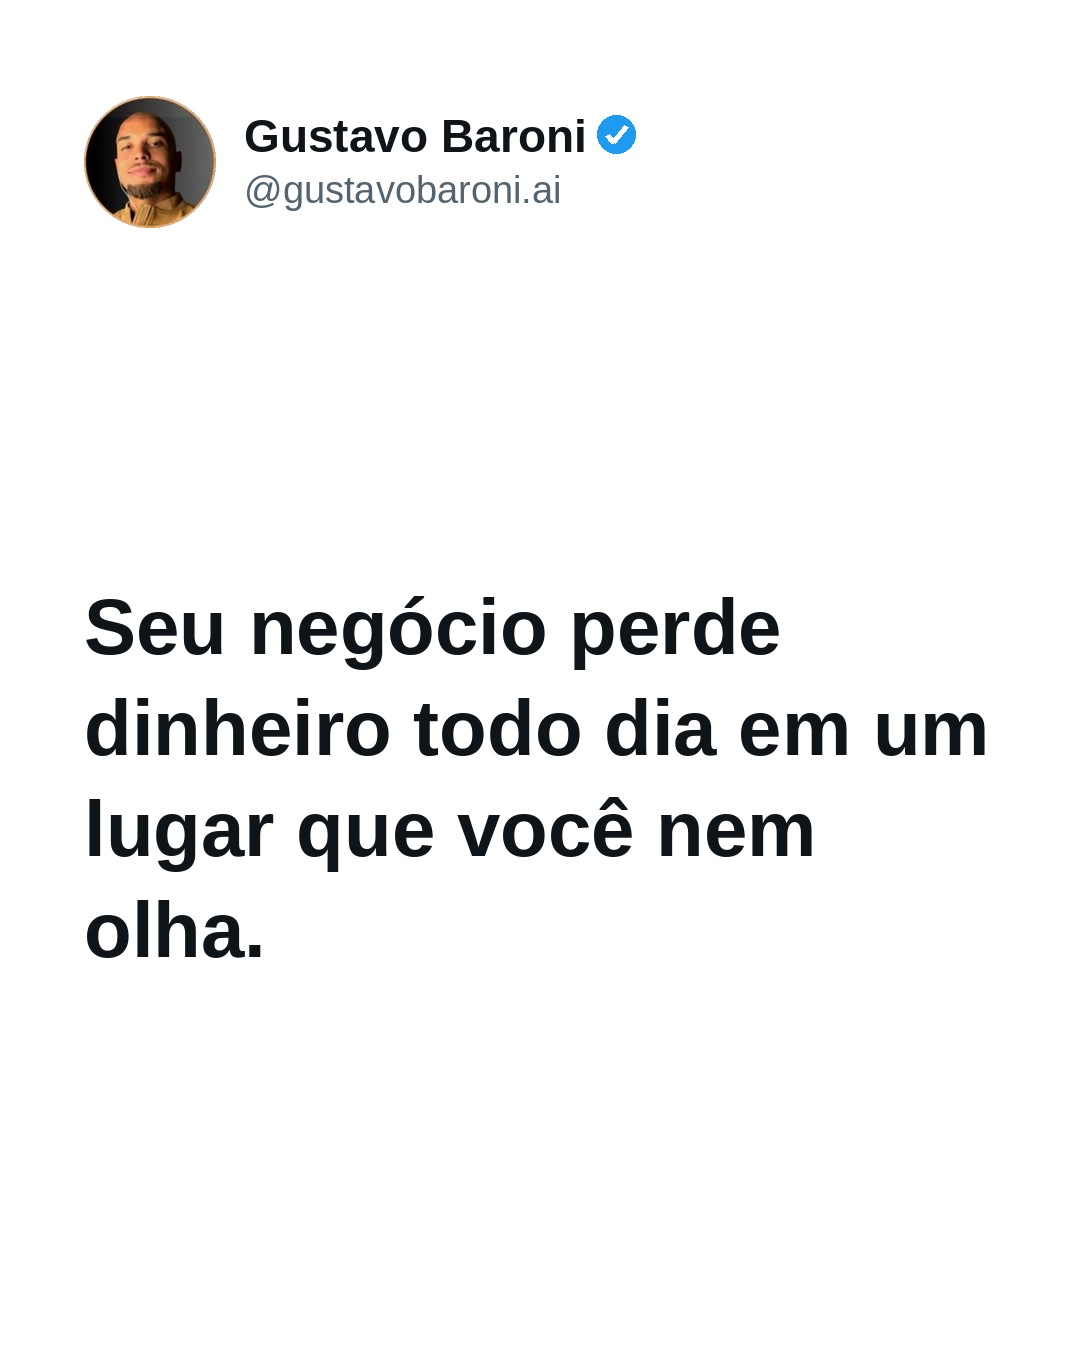 Gustavo Baroni
@gustavobaroni.ai
Seu negócio perde
dinheiro todo dia em um
lugar que você nem
olha.